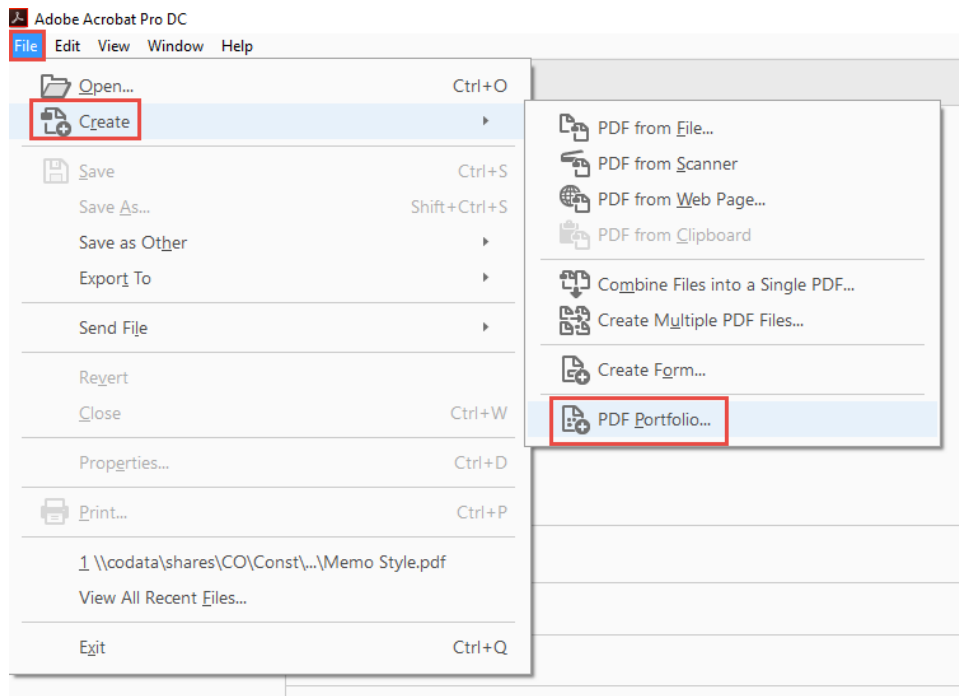 Adobe Acrobat Pro DC
File Edit View Window Help
Open... Ctrl+O
Create
Save Ctrl+S
Save As... Shift+Ctrl+S
Save as Other
Export To
Send File
Revert
Close Ctrl+W
Properties... Ctrl+D
Print... Ctrl+P
1 \\codata\shares\CO\Const\...\Memo Style.pdf
View All Recent Files...
Exit Ctrl+Q
PDF from File...
PDF from Scanner
PDF from Web Page...
PDF from Clipboard
Combine Files into a Single PDF...
Create Multiple PDF Files...
Create Form...
PDF Portfolio...